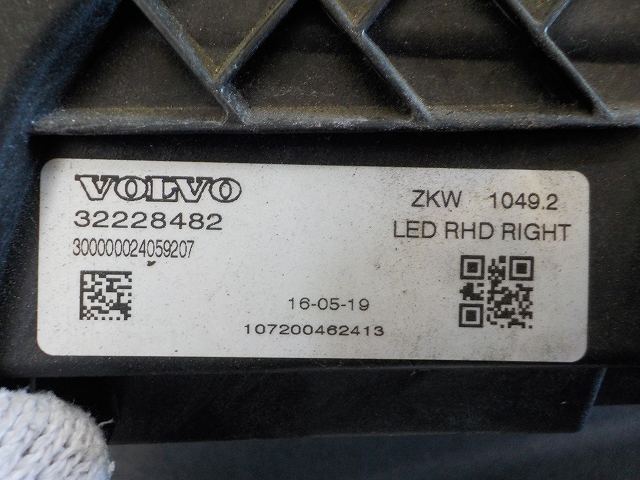 VOLVO
32228482
300000024059207
ZKW 1049.2
LED RHD RIGHT
16-05-19
107200462413